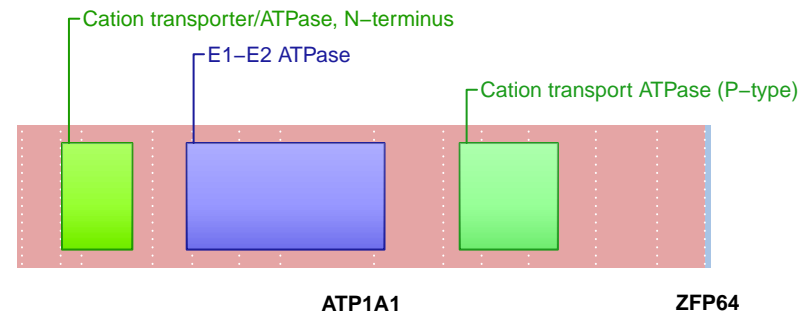 Cation transporter/ATPase, N−terminus
E1−E2 ATPase
Cation transport ATPase (P−type)
ATP1A1 ZFP64